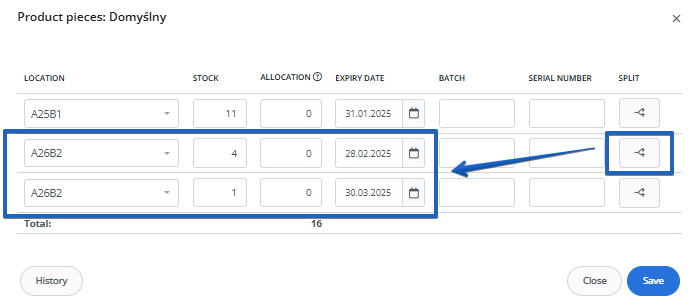 Product pieces: Domyślny
LOCATION STOCK ALLOCATION EXPIRY DATE BATCH SERIAL NUMBER SPLIT
A25B1 11 0 31.01.2025
A26B2 4 0 28.02.2025
A26B2 1 0 30.03.2025
Total: 16
History Close Save